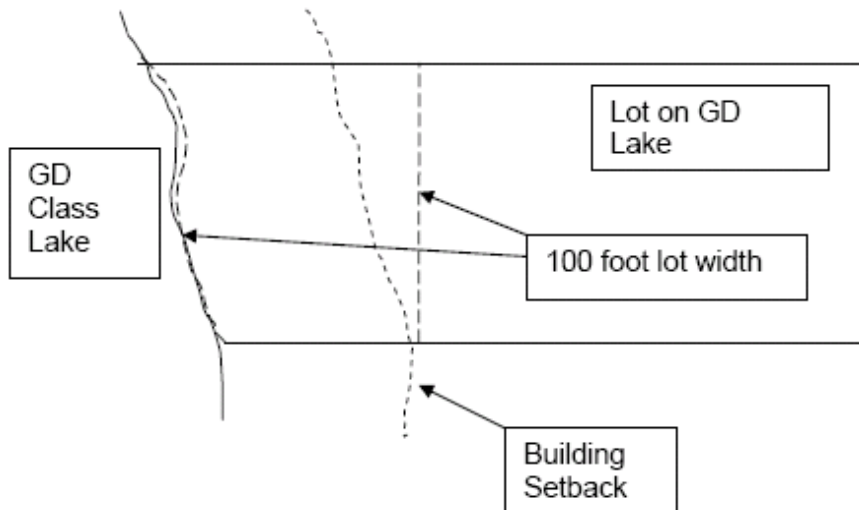 Lot on GD
Lake
GD
Class
Lake
100 foot lot width
Building
Setback